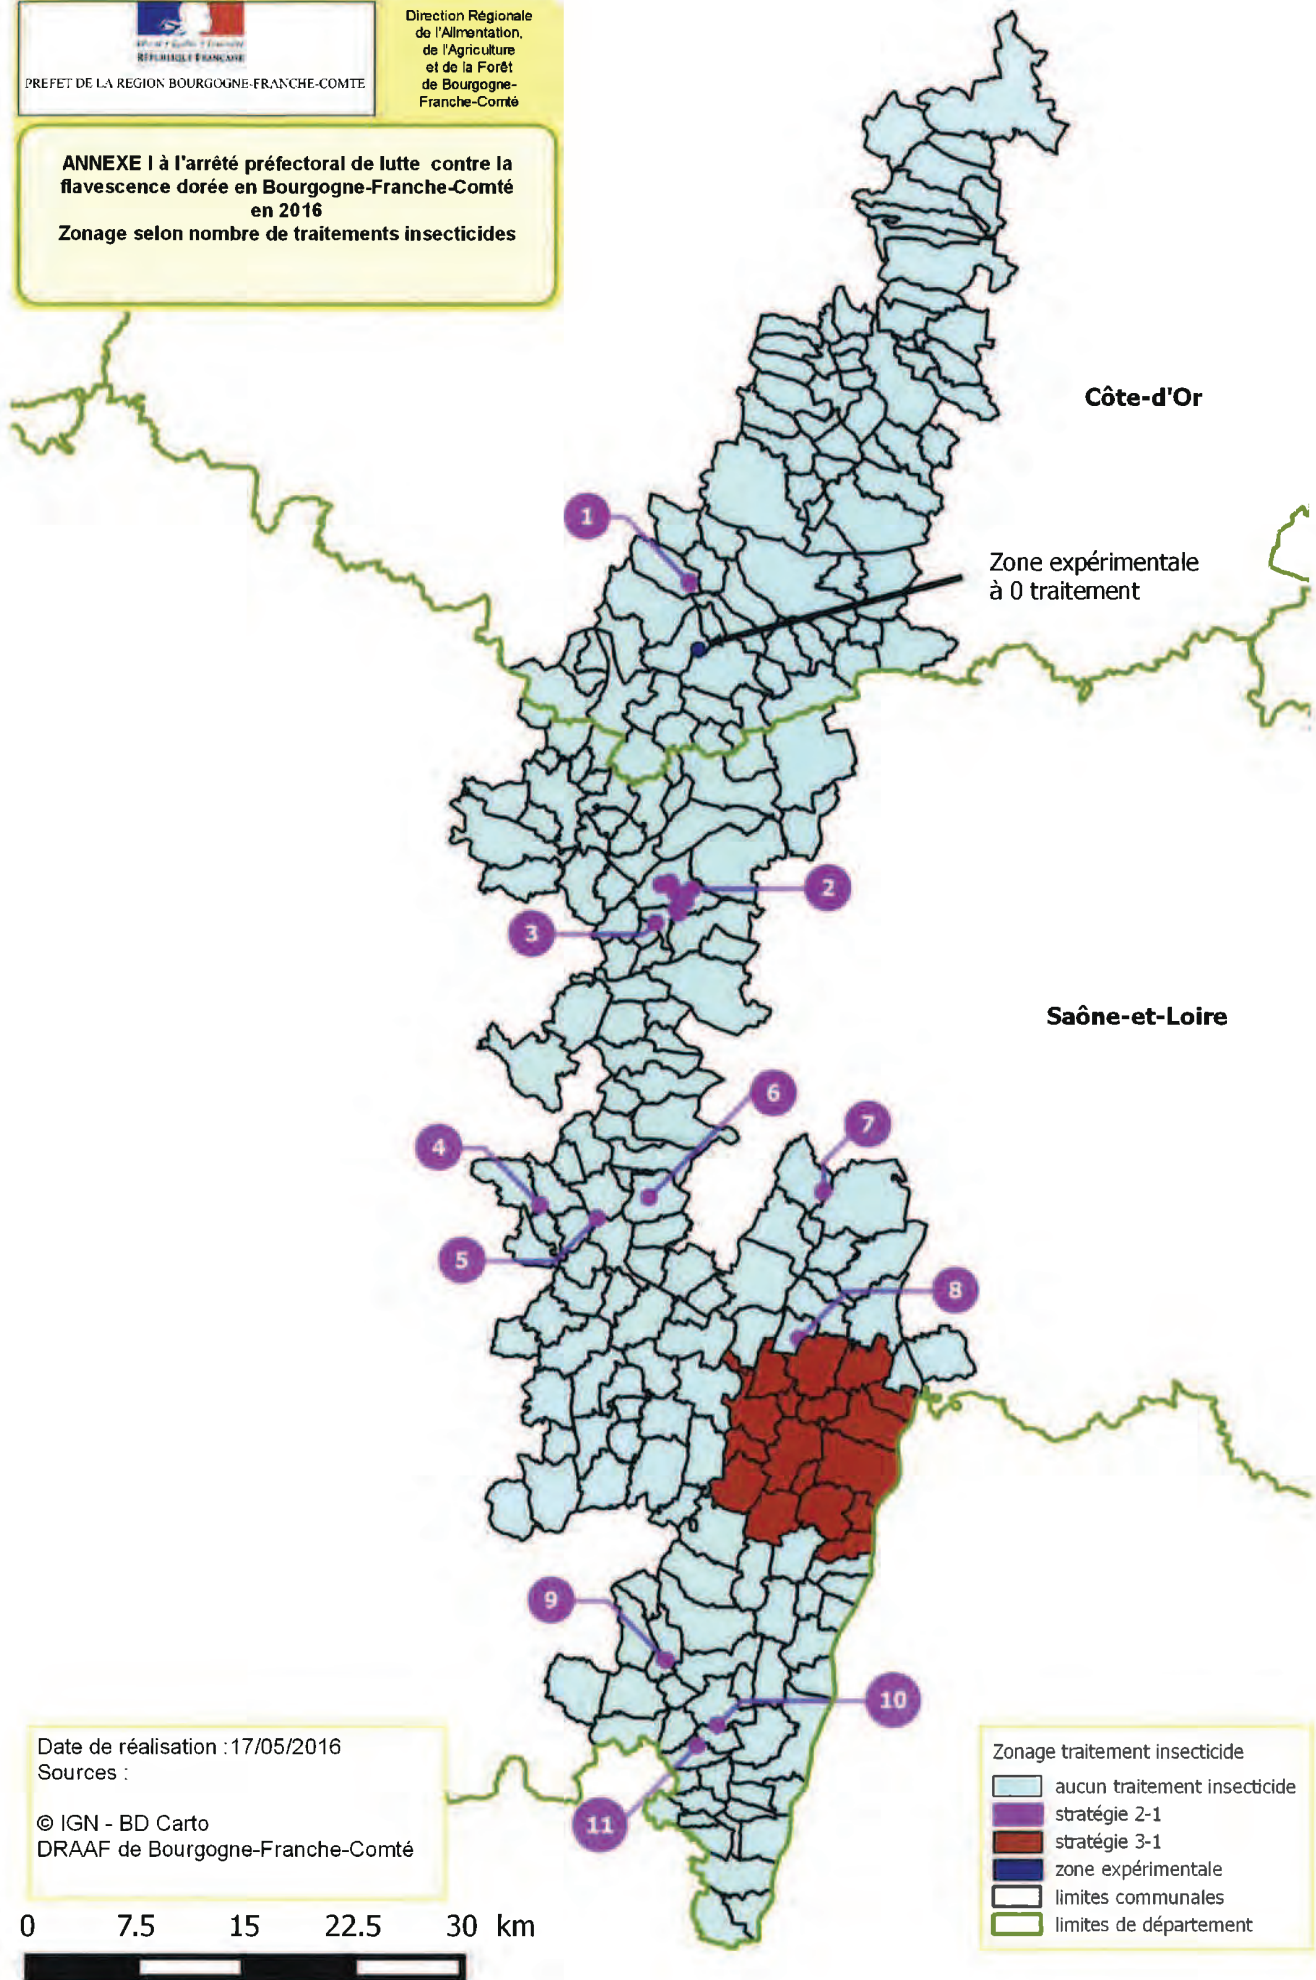 RÉPUBLIQUE FRANÇAISE
PREFET DE LA REGION BOURGOGNE-FRANCHE-COMTE
Direction Régionale
de l'Alimentation,
de l'Agriculture
et de la Forêt
de Bourgogne-
Franche-Comté
ANNEXE I à l'arrêté préfectoral de lutte contre la
flavescence dorée en Bourgogne-Franche-Comté
en 2016
Zonage selon nombre de traitements insecticides
Côte-d'Or
1
Zone expérimentale
à 0 traitement
2
3
Saône-et-Loire
6
7
4
5
8
9
10
11
Date de réalisation :17/05/2016
Sources :
© IGN - BD Carto
DRAAF de Bourgogne-Franche-Comté
0 7.5 15 22.5 30 km
Zonage traitement insecticide
aucun traitement insecticide
stratégie 2-1
stratégie 3-1
zone expérimentale
limites communales
limites de département